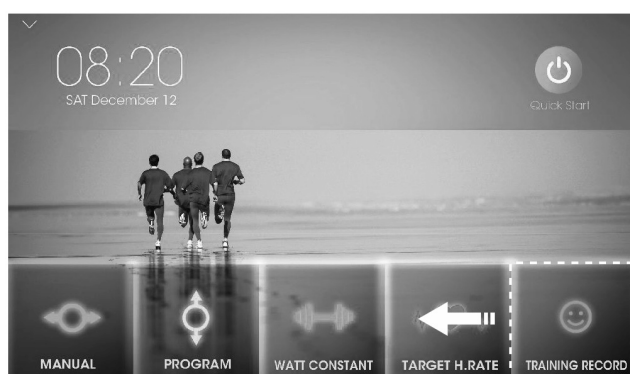 08:20
SAT December 12
Quick Start
MANUAL
PROGRAM
WATT CONSTANT
TARGET H.RATE
TRAINING RECORD